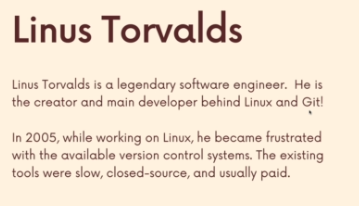 Linus Torvalds
Linus Torvalds is a legendary software engineer.  He is
the creator and main developer behind Linux and Git!
In 2005, while working on Linux, he became frustrated
with the available version control systems. The existing
tools were slow, closed-source, and usually paid.